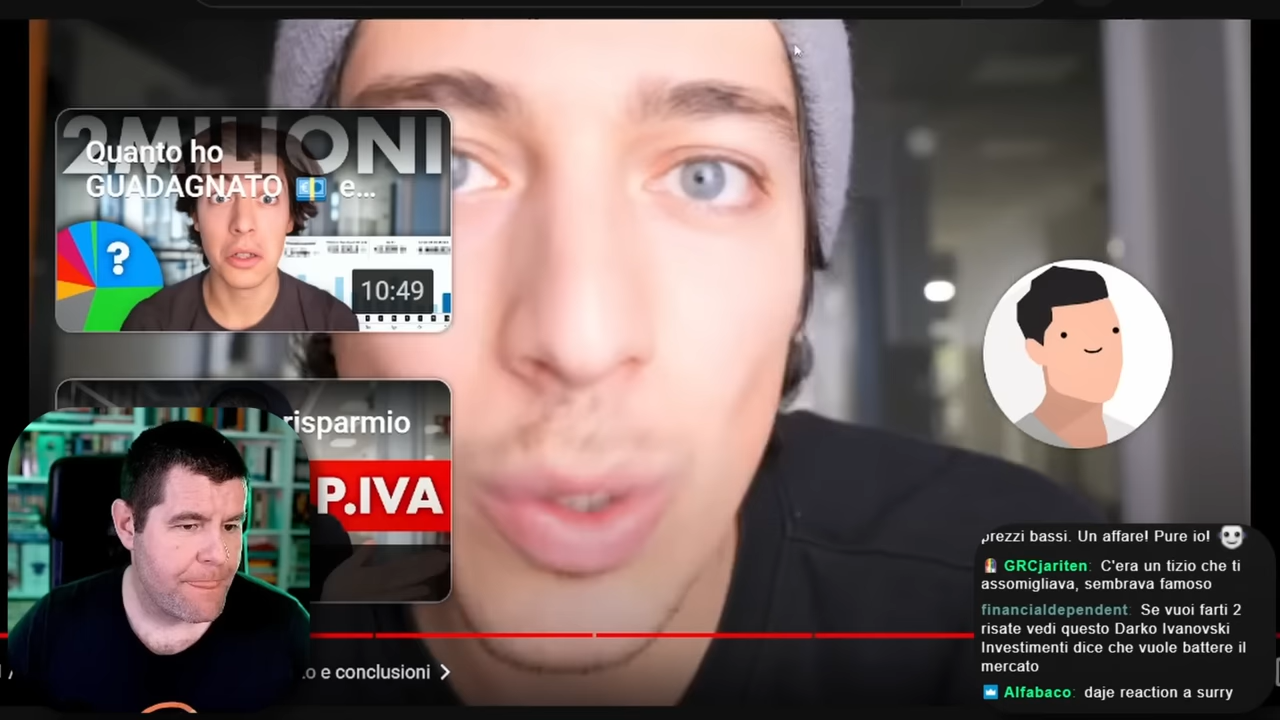 2MILIONI
Quanto ho
GUADAGNATO 💶 e...
?
10:49
risparmio
P.IVA
o e conclusioni
prezzi bassi. Un affare! Pure io!
GRCjariten: C'era un tizio che ti
assomigliava, sembrava famoso
financialdependent: Se vuoi farti 2
risate vedi questo Darko Ivanovski
Investimenti dice che vuole battere il
mercato
Alfabaco: daje reaction a surry